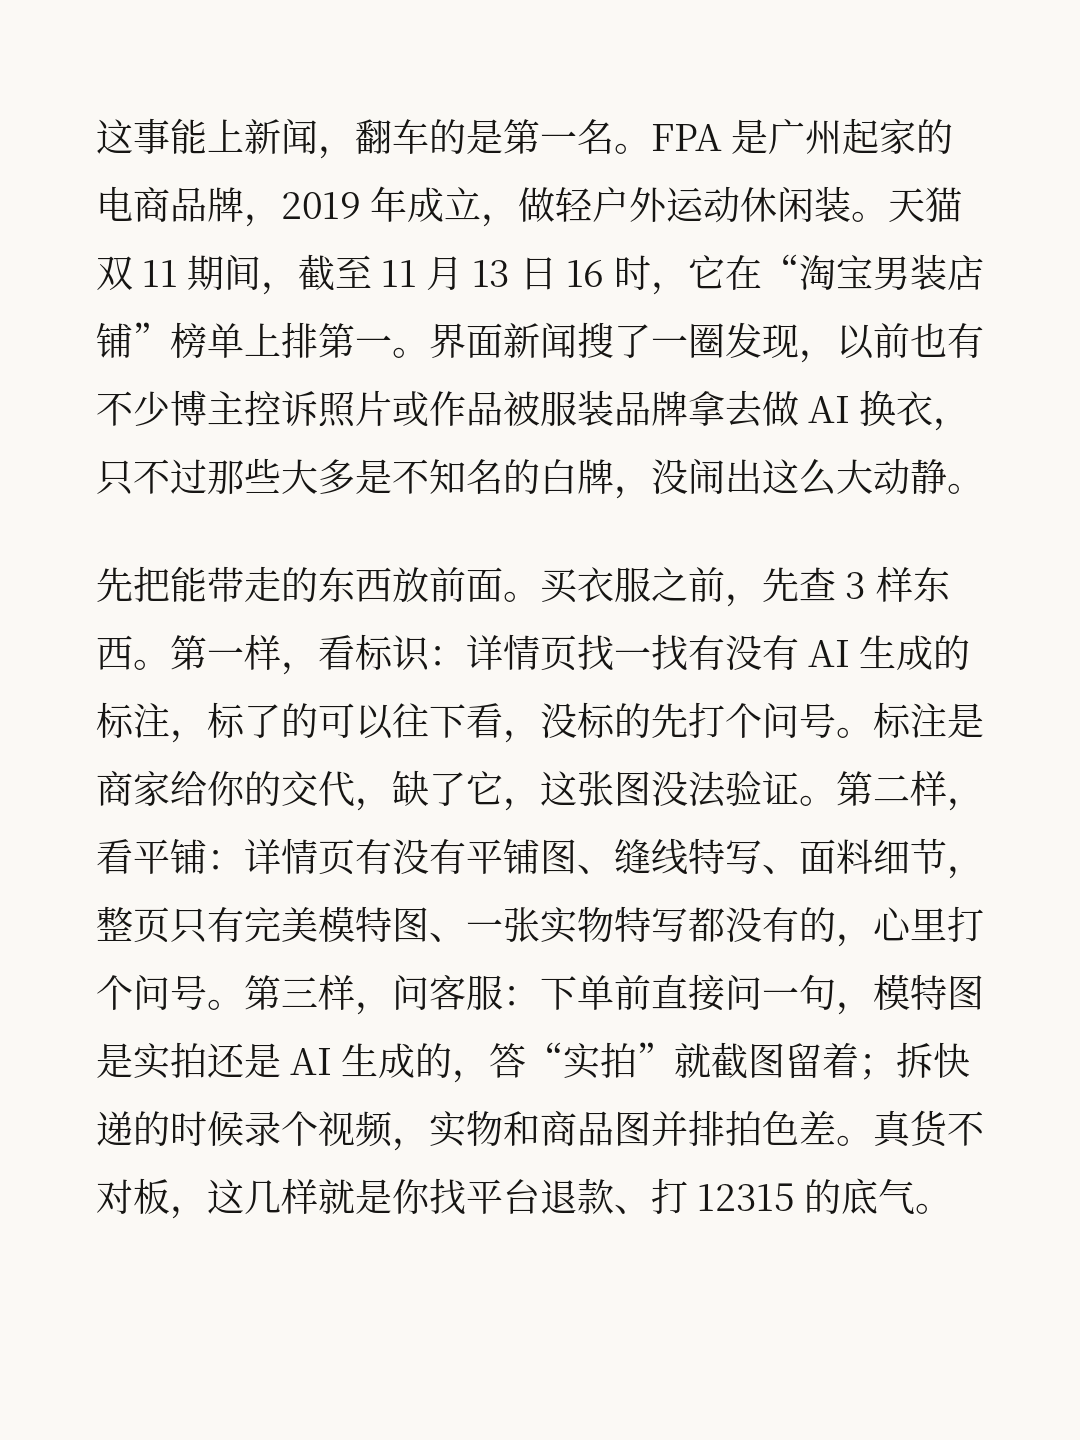 这事能上新闻，翻车的是第一名。FPA 是广州起家的
电商品牌，2019 年成立，做轻户外运动休闲装。天猫
双 11 期间，截至 11 月 13 日 16 时，它在“淘宝男装店
铺”榜单上排第一。界面新闻搜了一圈发现，以前也有
不少博主控诉照片或作品被服装品牌拿去做 AI 换衣，
只不过那些大多是不知名的白牌，没闹出这么大动静。
先把能带走的东西放前面。买衣服之前，先查 3 样东
西。第一样，看标识：详情页找一找有没有 AI 生成的
标注，标了的可以往下看，没标的先打个问号。标注是
商家给你的交代，缺了它，这张图没法验证。第二样，
看平铺：详情页有没有平铺图、缝线特写、面料细节，
整页只有完美模特图、一张实物特写都没有的，心里打
个问号。第三样，问客服：下单前直接问一句，模特图
是实拍还是 AI 生成的，答“实拍”就截图留着；拆快
递的时候录个视频，实物和商品图并排拍色差。真货不
对板，这几样就是你找平台退款、打 12315 的底气。